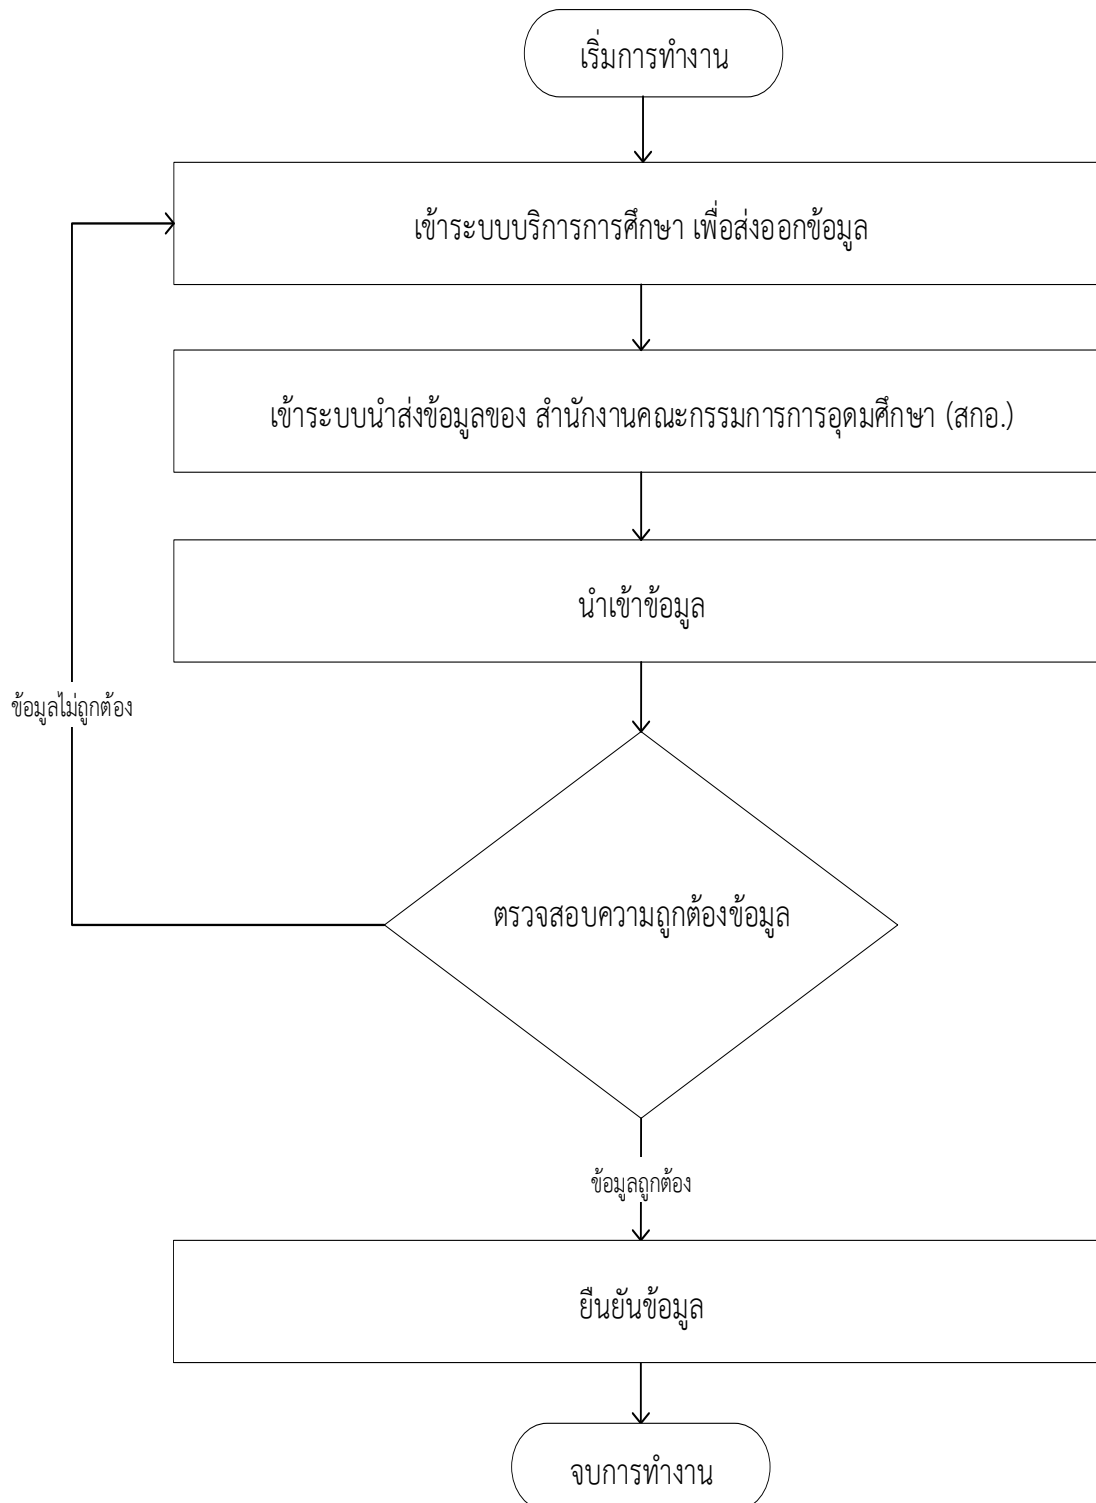 เริ่มการทำงาน
เข้าระบบบริการการศึกษา เพื่อส่งออกข้อมูล
เข้าระบบนำส่งข้อมูลของ สำนักงานคณะกรรมการการอุดมศึกษา (สกอ.)
นำเข้าข้อมูล
ข้อมูลไม่ถูกต้อง
ตรวจสอบความถูกต้องข้อมูล
ข้อมูลถูกต้อง
ยืนยันข้อมูล
จบการทำงาน